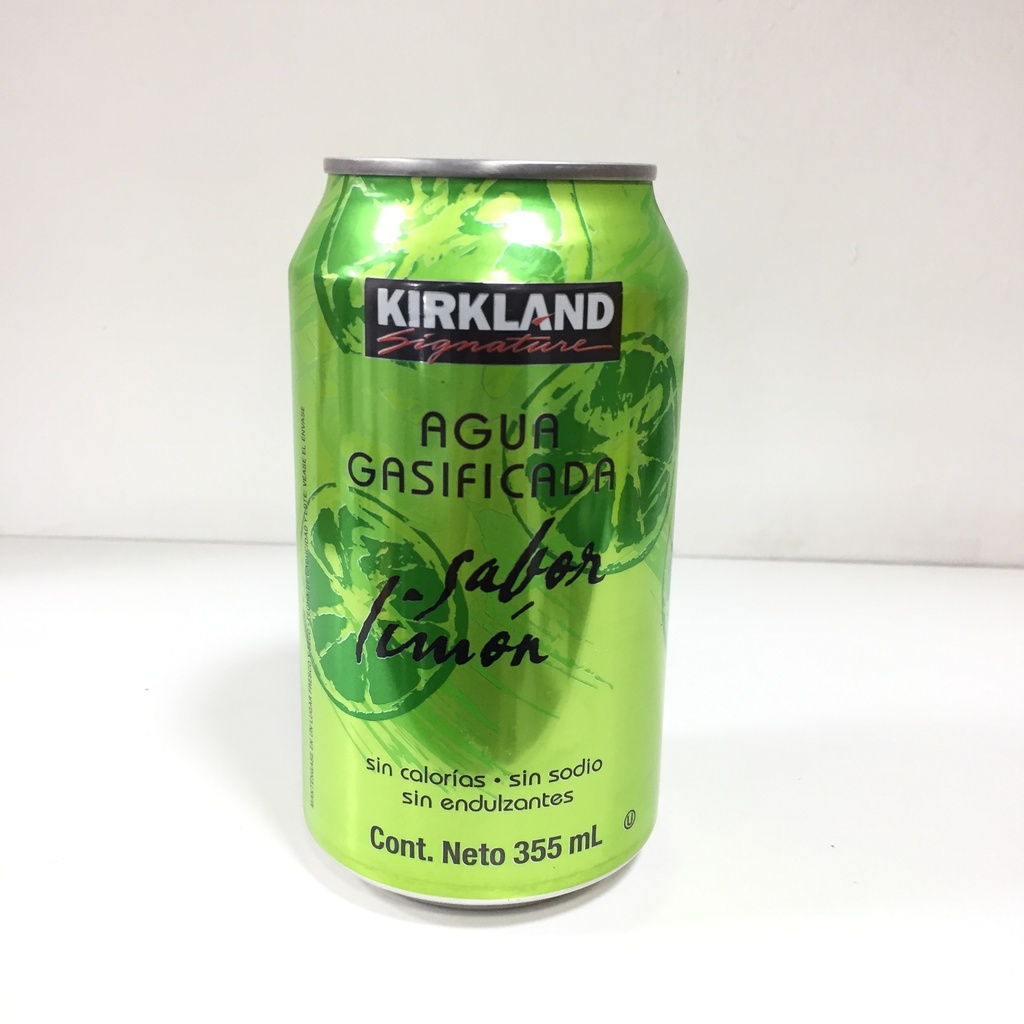 KIRKLAND
Signature
AGUA
GASIFICADA
sabor
limón
sin calorías • sin sodio
sin endulzantes
Cont. Neto 355 mL
U